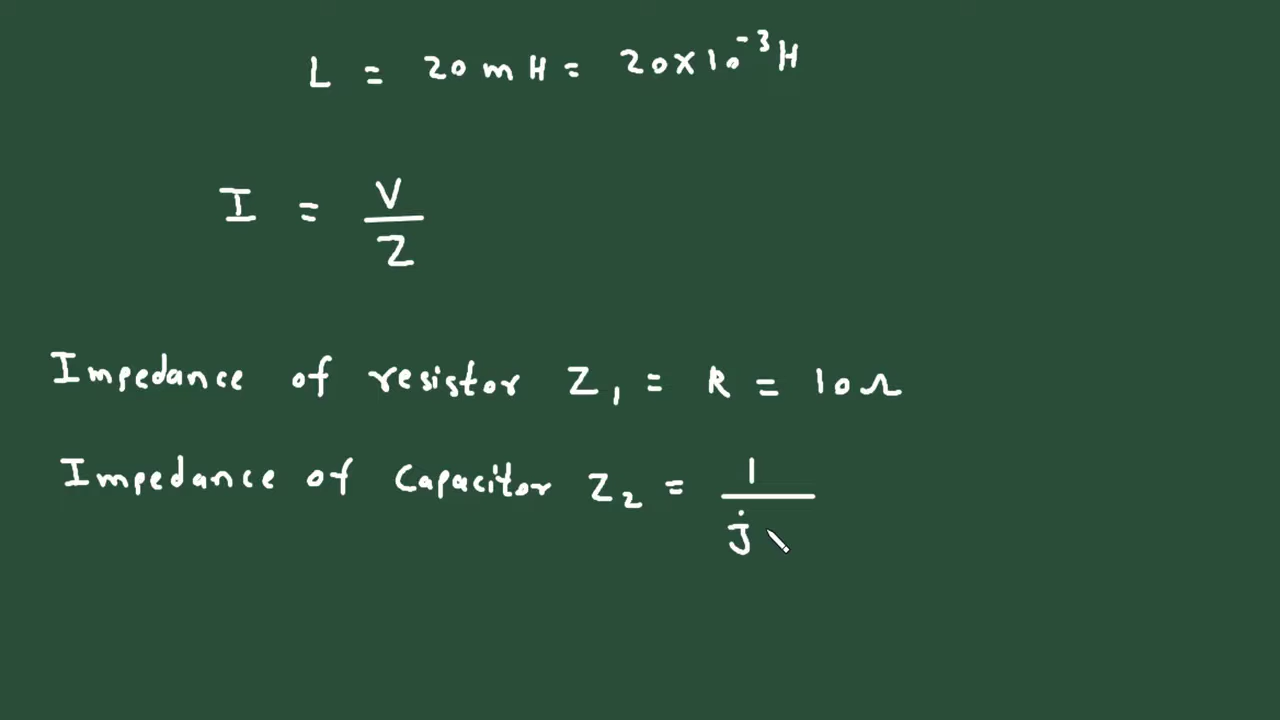 L = 20 mH = 20×10⁻³ H
I = V/Z
Impedance of resistor Z₁ = R = 10Ω
Impedance of Capacitor Z₂ = 1/j